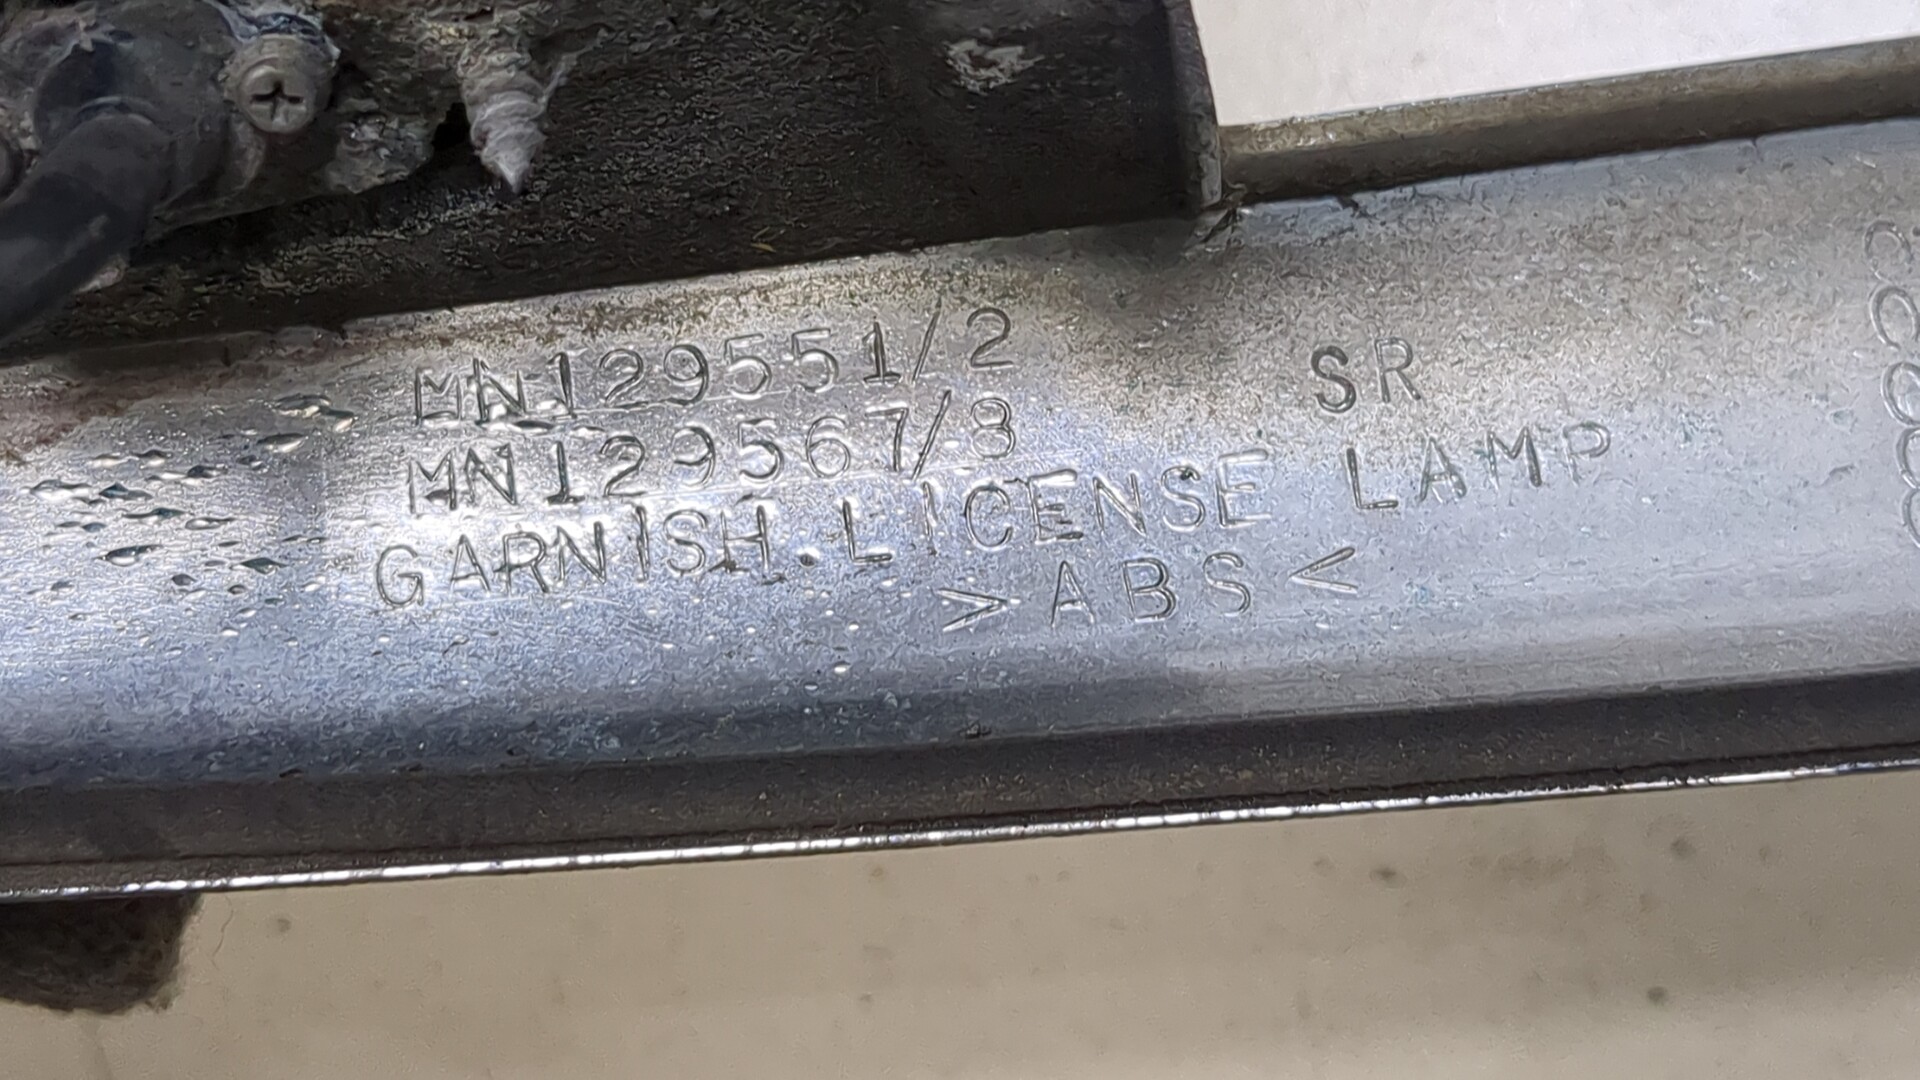 MN129551/2 SR
MN129567/8
GARNISH.LICENSE LAMP
>ABS<